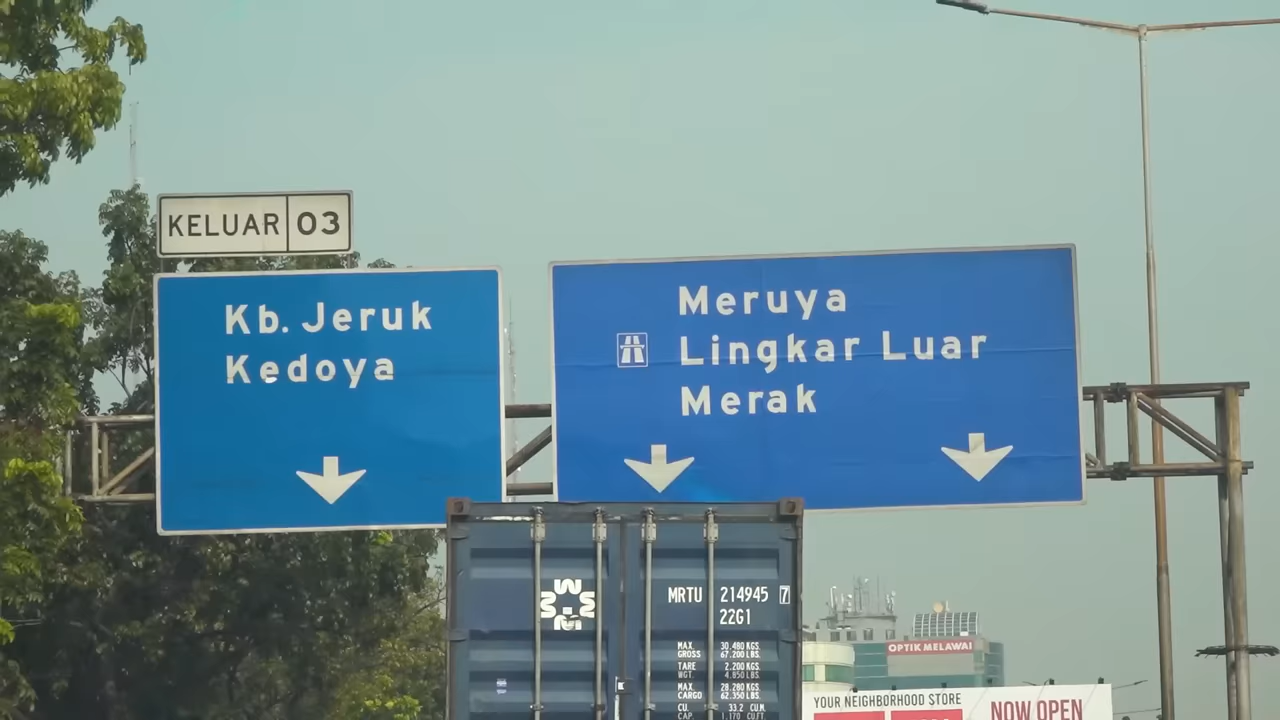 KELUAR 03
Kb. Jeruk
Kedoya
Meruya
Lingkar Luar
Merak
MRTU 214945 7
22G1
MAX. GROSS 30.480 KGS. 67.200 LBS.
TARE WGT. 2.200 KGS. 4.850 LBS.
MAX. CARGO 28.280 KGS. 62.350 LBS.
CU. CAP. 33.2 CU.M. 1.170 CU.FT.
OPTIK MELAWAI
YOUR NEIGHBORHOOD STORE
NOW OPEN